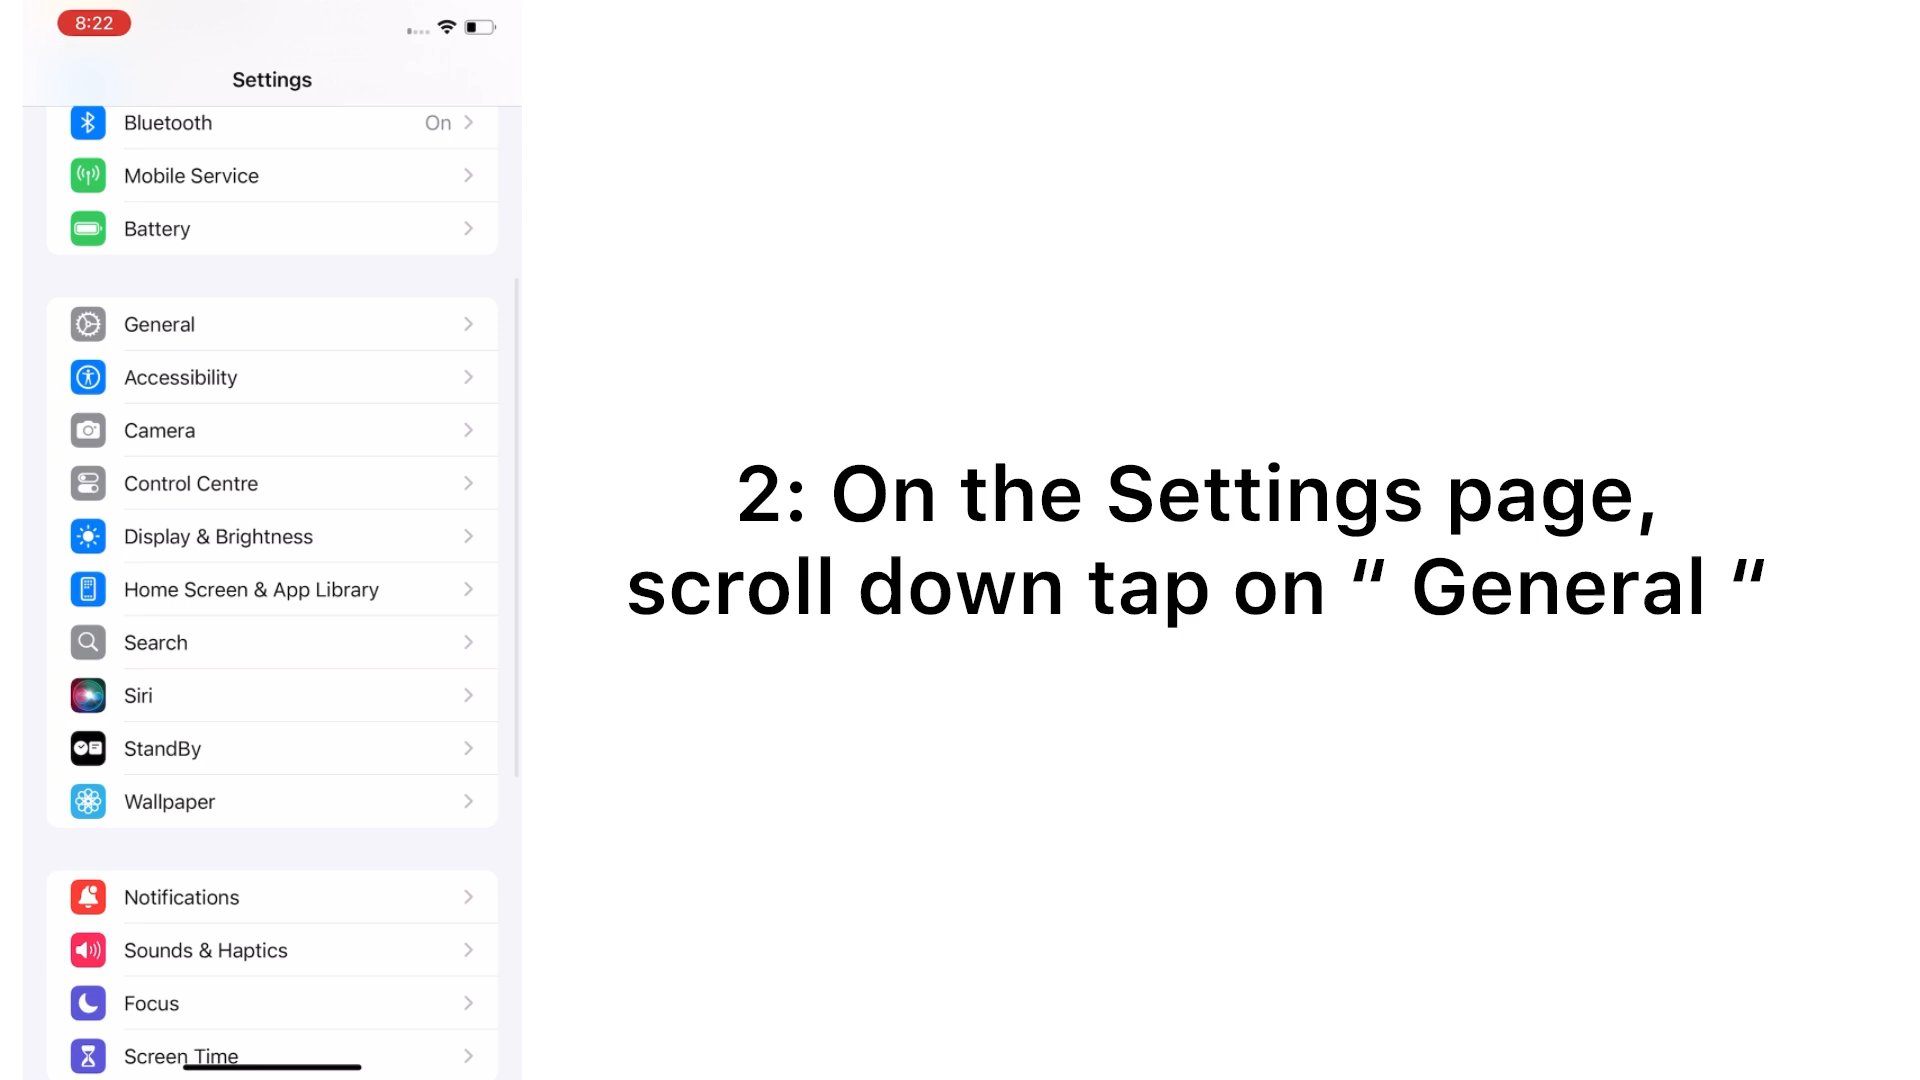 8:22
Settings
Bluetooth On
Mobile Service
Battery
General
Accessibility
Camera
Control Centre
Display & Brightness
Home Screen & App Library
Search
Siri
StandBy
Wallpaper
Notifications
Sounds & Haptics
Focus
Screen Time
2: On the Settings page,
scroll down tap on “ General “